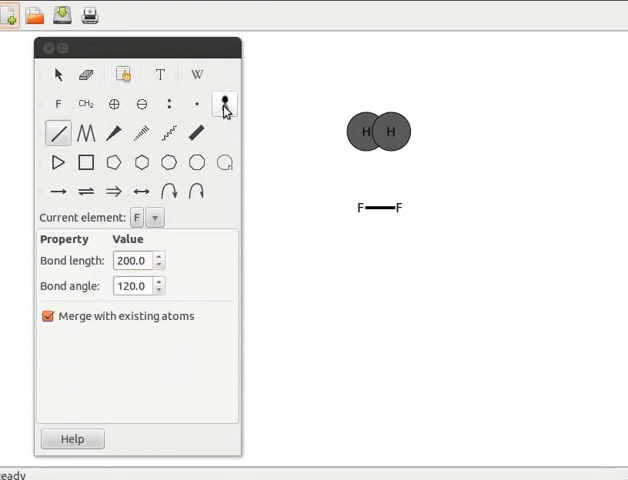 T W
F CH₂
H H
F—F
Current element: F
Property Value
Bond length: 200.0
Bond angle: 120.0
Merge with existing atoms
Help
eady